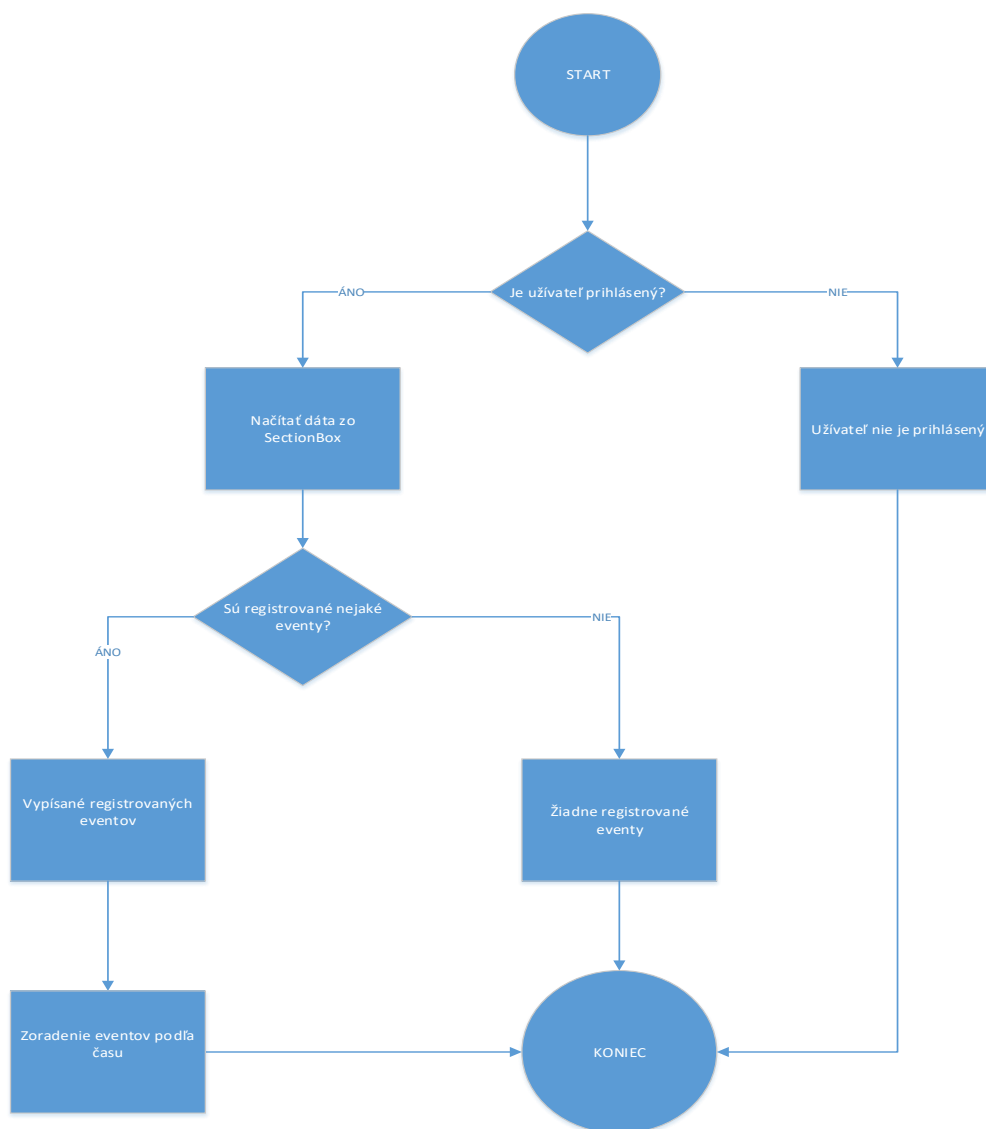 START
Je užívateľ prihlásený?
ÁNO
NIE
Načítať dáta zo
SectionBox
Užívateľ nie je prihlásený
Sú registrované nejaké
eventy?
NIE
ÁNO
Vypísané registrovaných
eventov
Žiadne registrované
eventy
Zoradenie eventov podľa
času
KONIEC